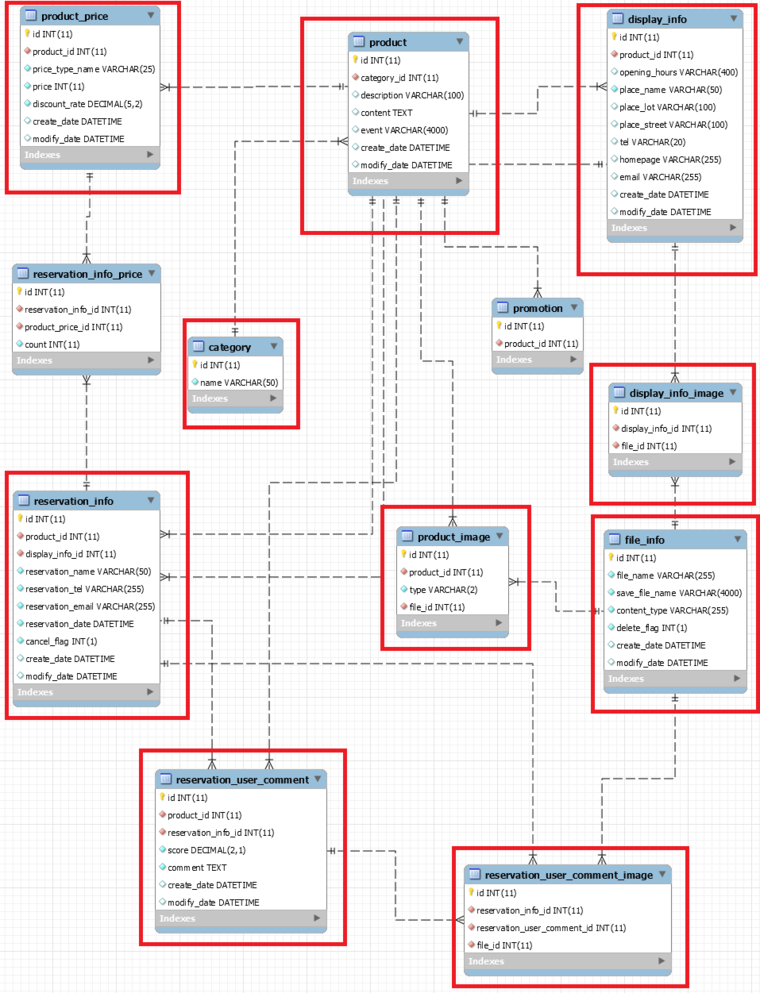 product_price
id INT(11)
product_id INT(11)
price_type_name VARCHAR(25)
price INT(11)
discount_rate DECIMAL(5,2)
create_date DATETIME
modify_date DATETIME
Indexes
product
id INT(11)
category_id INT(11)
description VARCHAR(100)
content TEXT
event VARCHAR(4000)
create_date DATETIME
modify_date DATETIME
Indexes
display_info
id INT(11)
product_id INT(11)
opening_hours VARCHAR(400)
place_name VARCHAR(50)
place_lot VARCHAR(100)
place_street VARCHAR(100)
tel VARCHAR(20)
homepage VARCHAR(255)
email VARCHAR(255)
create_date DATETIME
modify_date DATETIME
Indexes
reservation_info_price
id INT(11)
reservation_info_id INT(11)
product_price_id INT(11)
count INT(11)
Indexes
category
id INT(11)
name VARCHAR(50)
Indexes
promotion
id INT(11)
product_id INT(11)
Indexes
display_info_image
id INT(11)
display_info_id INT(11)
file_id INT(11)
Indexes
reservation_info
id INT(11)
product_id INT(11)
display_info_id INT(11)
reservation_name VARCHAR(50)
reservation_tel VARCHAR(255)
reservation_email VARCHAR(255)
reservation_date DATETIME
cancel_flag INT(1)
create_date DATETIME
modify_date DATETIME
Indexes
product_image
id INT(11)
product_id INT(11)
type VARCHAR(2)
file_id INT(11)
Indexes
file_info
id INT(11)
file_name VARCHAR(255)
save_file_name VARCHAR(4000)
content_type VARCHAR(255)
delete_flag INT(1)
create_date DATETIME
modify_date DATETIME
Indexes
reservation_user_comment
id INT(11)
product_id INT(11)
reservation_info_id INT(11)
score DECIMAL(2,1)
comment TEXT
create_date DATETIME
modify_date DATETIME
Indexes
reservation_user_comment_image
id INT(11)
reservation_info_id INT(11)
reservation_user_comment_id INT(11)
file_id INT(11)
Indexes